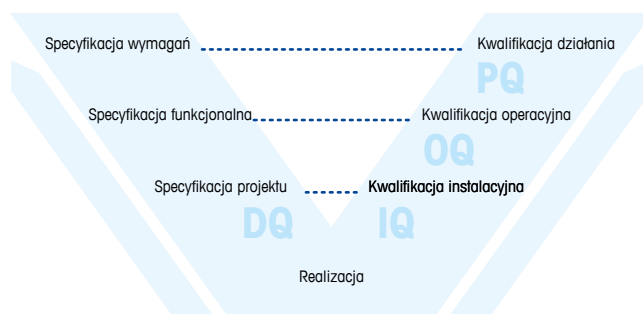 Specyfikacja wymagań
Kwalifikacja działania
PQ
Specyfikacja funkcjonalna
Kwalifikacja operacyjna
OQ
Specyfikacja projektu
Kwalifikacja instalacyjna
DQ
IQ
Realizacja